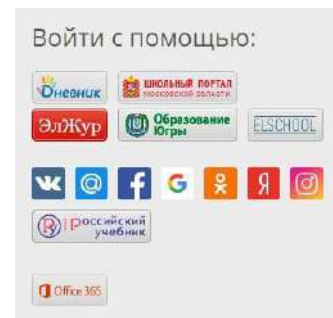 Войти с помощью:
Дневник ШКОЛЬНЫЙ ПОРТАЛ
МОСКОВСКОЙ ОБЛАСТИ
ЭлЖур Образование
Югры ELSCHOOL
российский
учебник
Office 365